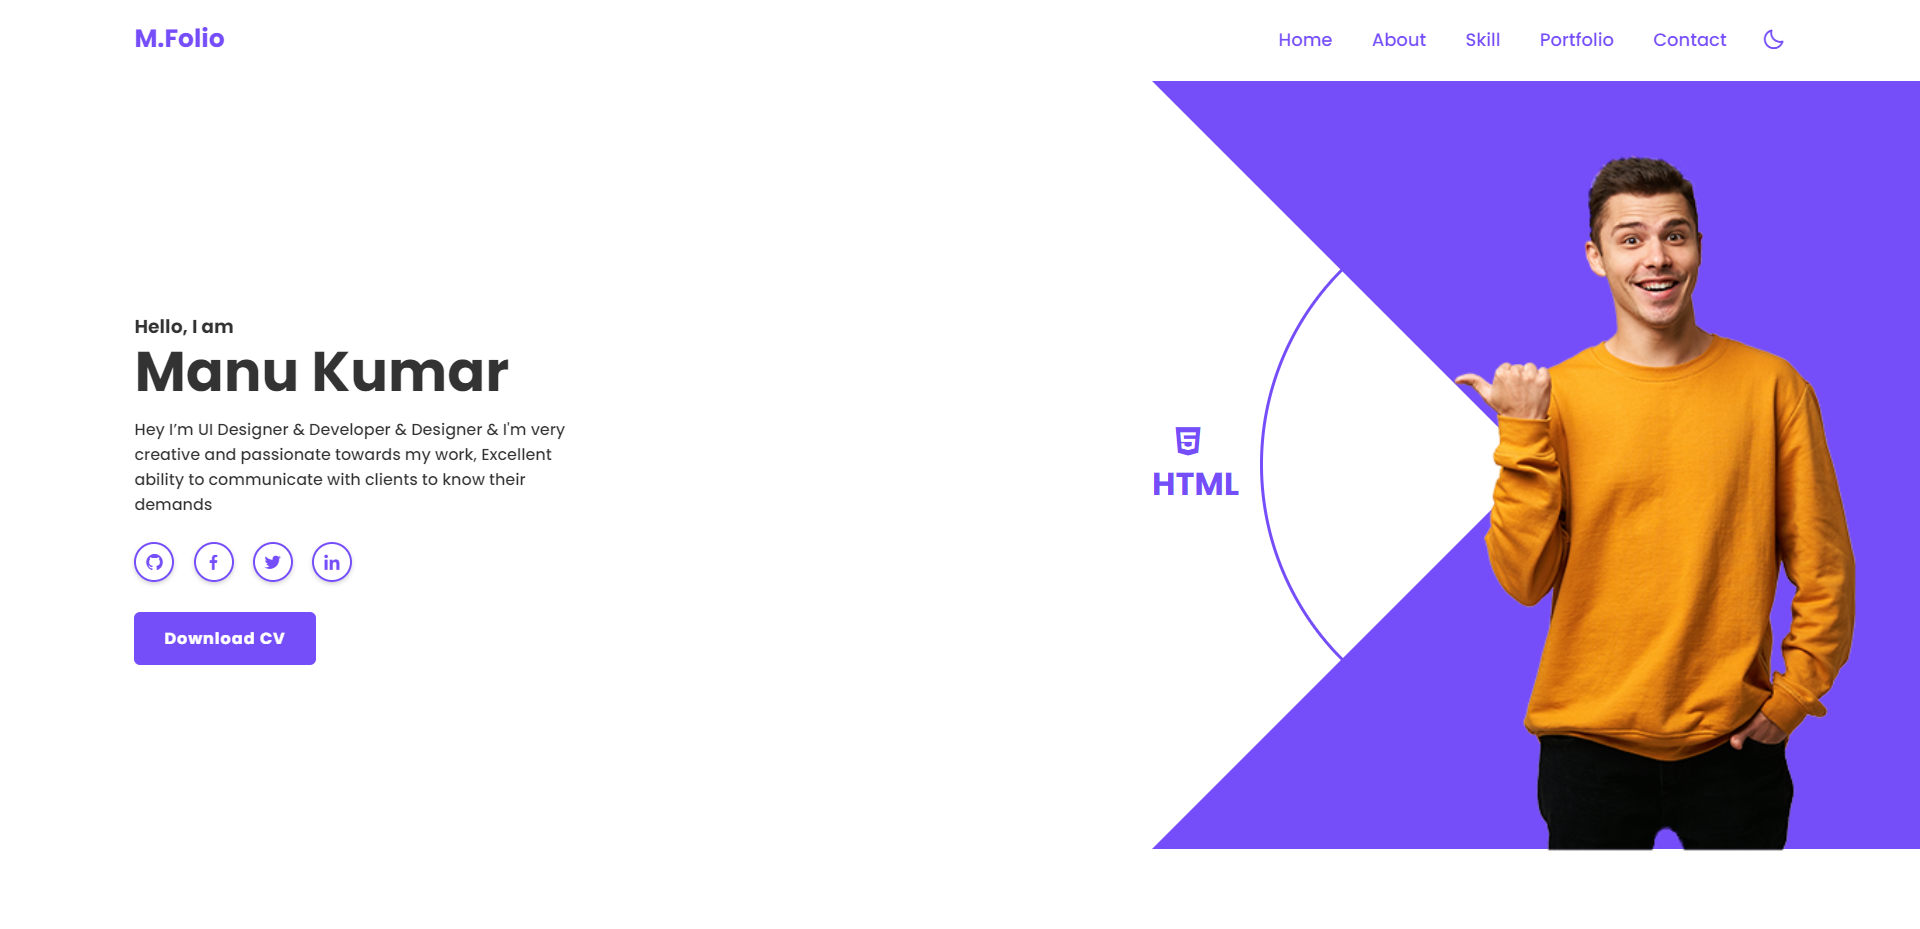 M.Folio
Home
About
Skill
Portfolio
Contact
Hello, I am
Manu Kumar
Hey I’m UI Designer & Developer & Designer & I'm very
creative and passionate towards my work, Excellent
ability to communicate with clients to know their
demands
Download CV
HTML